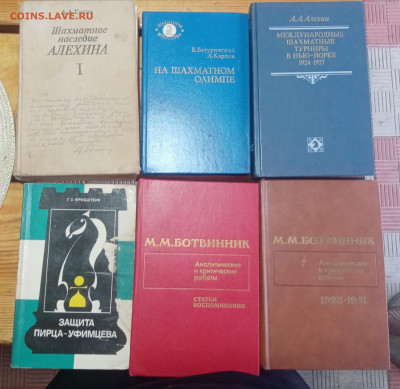 COINS.LAVE.RU
Шахматное
наследие
АЛЕХИНА
I
В. Батуринский
А. Карпов
НА ШАХМАТНОМ
ОЛИМПЕ
А.А.Алехин
МЕЖДУНАРОДНЫЕ
ШАХМАТНЫЕ
ТУРНИРЫ
В НЬЮ-ЙОРКЕ
1924-1927
Г.С. ФРИДШТЕЙН
ЗАЩИТА
ПИРЦА-УФИМЦЕВА
М.М.БОТВИННИК
Аналитические
и критические
работы
СТАТЬИ
ВОСПОМИНАНИЯ
М.М.БОТВИННИК
Аналитические
и критические
работы
1923-1941